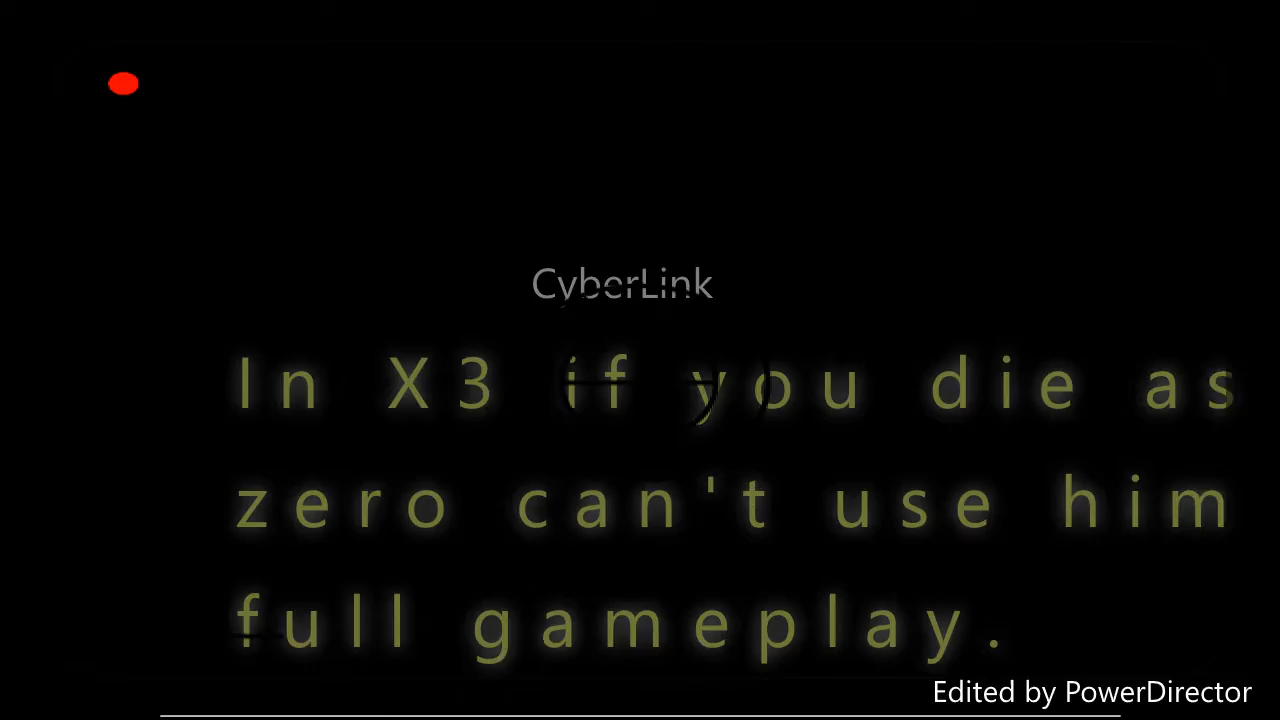 CyberLink
In X3 if you die as
zero can't use him
full gameplay.
Edited by PowerDirector